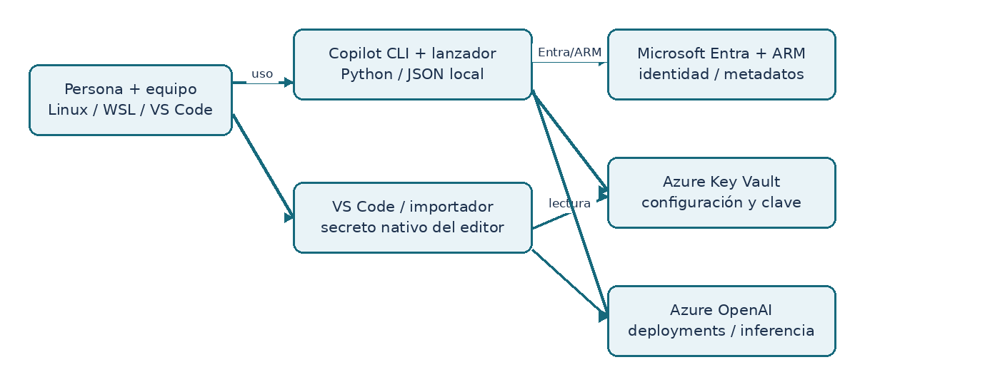 Persona + equipo
Linux / WSL / VS Code
uso
Copilot CLI + lanzador
Python / JSON local
Entra/ARM
Microsoft Entra + ARM
identidad / metadatos
VS Code / importador
secreto nativo del editor
lectura
Azure Key Vault
configuración y clave
Azure OpenAI
deployments / inferencia